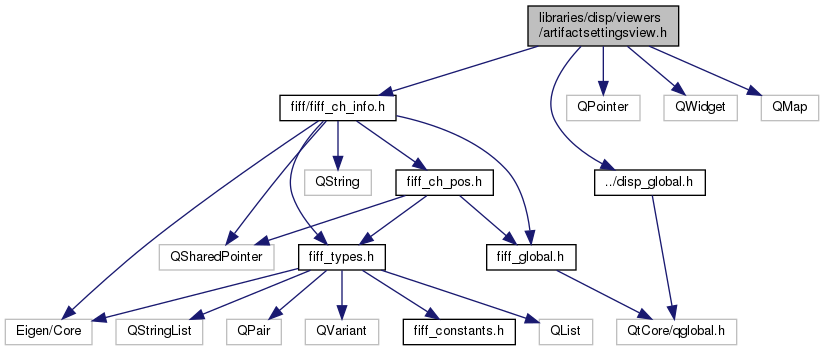 libraries/disp/viewers
/artifactsettingsview.h
fiff/fiff_ch_info.h
QPointer
QWidget
QMap
QString
fiff_ch_pos.h
../disp_global.h
QSharedPointer
fiff_types.h
fiff_global.h
Eigen/Core
QStringList
QPair
QVariant
fiff_constants.h
QList
QtCore/qglobal.h